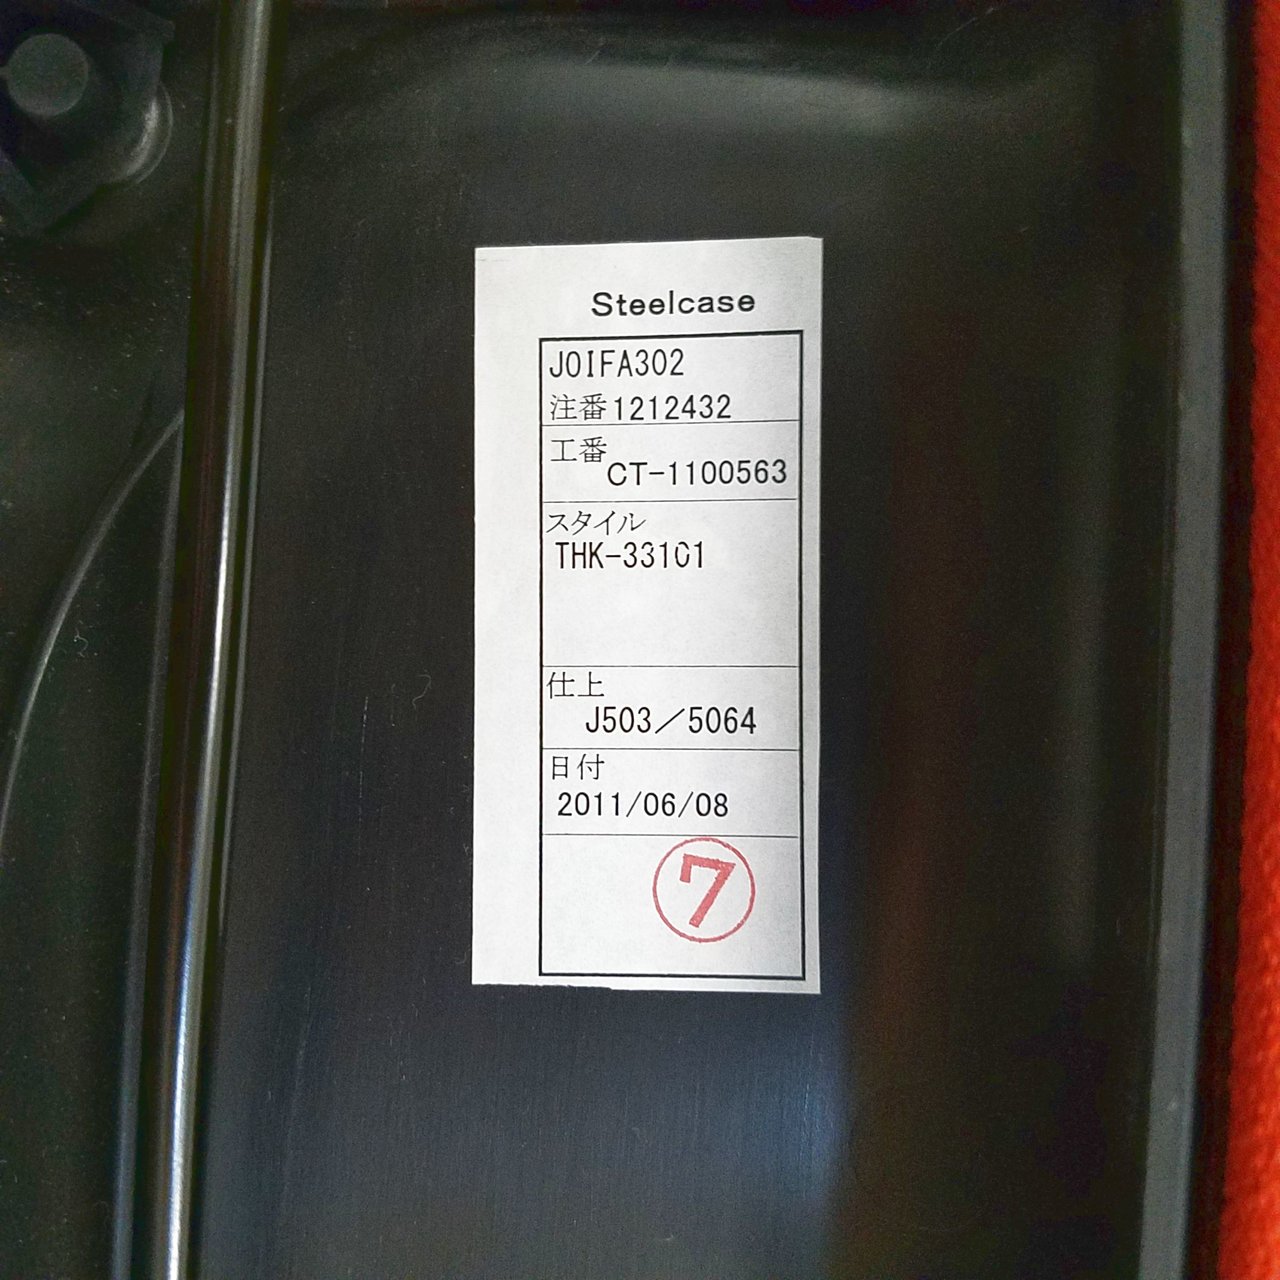 Steelcase
JOIFA302
注番1212432
工番
CT-1100563
スタイル
THK-33101
仕上
J503／5064
日付
2011/06/08
⑦